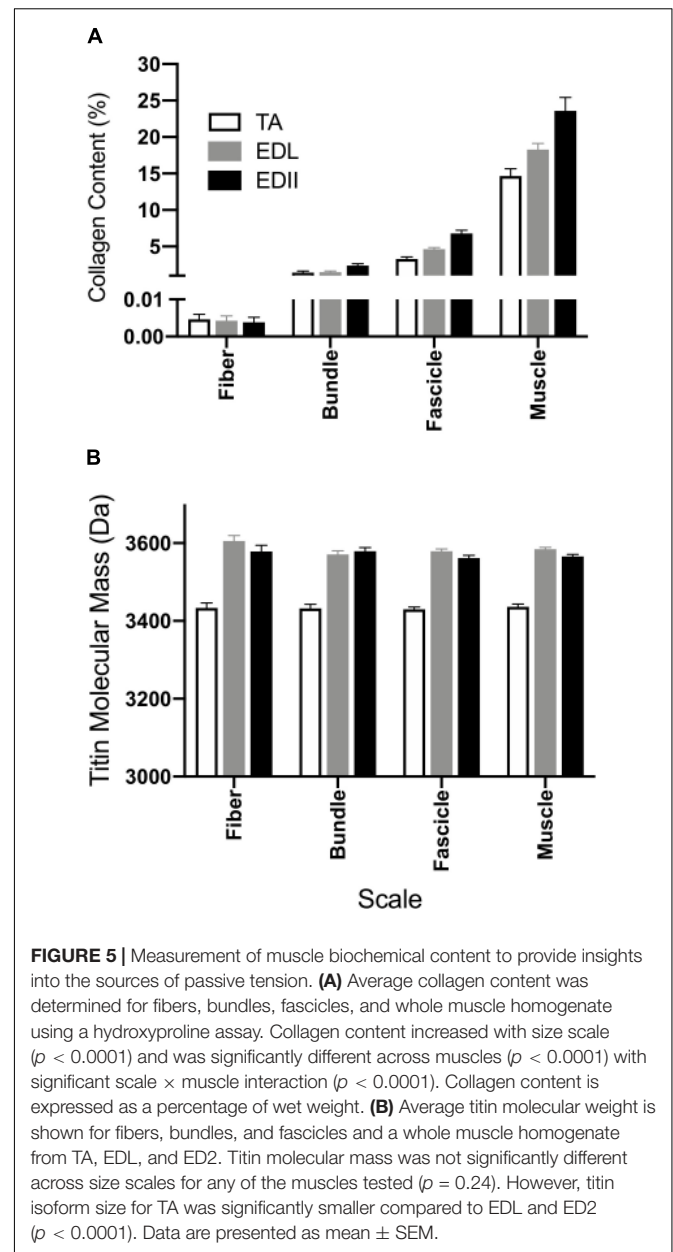 A
Collagen Content (%)
30
25
20
15
10
5
0.01
0.00
TA
EDL
EDII
Fiber
Bundle
Fascicle
Muscle
B
Titin Molecular Mass (Da)
3600
3400
3200
3000
Fiber
Bundle
Fascicle
Muscle
Scale
FIGURE 5 | Measurement of muscle biochemical content to provide insights
into the sources of passive tension. (A) Average collagen content was
determined for fibers, bundles, fascicles, and whole muscle homogenate
using a hydroxyproline assay. Collagen content increased with size scale
(p < 0.0001) and was significantly different across muscles (p < 0.0001) with
significant scale × muscle interaction (p < 0.0001). Collagen content is
expressed as a percentage of wet weight. (B) Average titin molecular weight is
shown for fibers, bundles, and fascicles and a whole muscle homogenate
from TA, EDL, and ED2. Titin molecular mass was not significantly different
across size scales for any of the muscles tested (p = 0.24). However, titin
isoform size for TA was significantly smaller compared to EDL and ED2
(p < 0.0001). Data are presented as mean ± SEM.